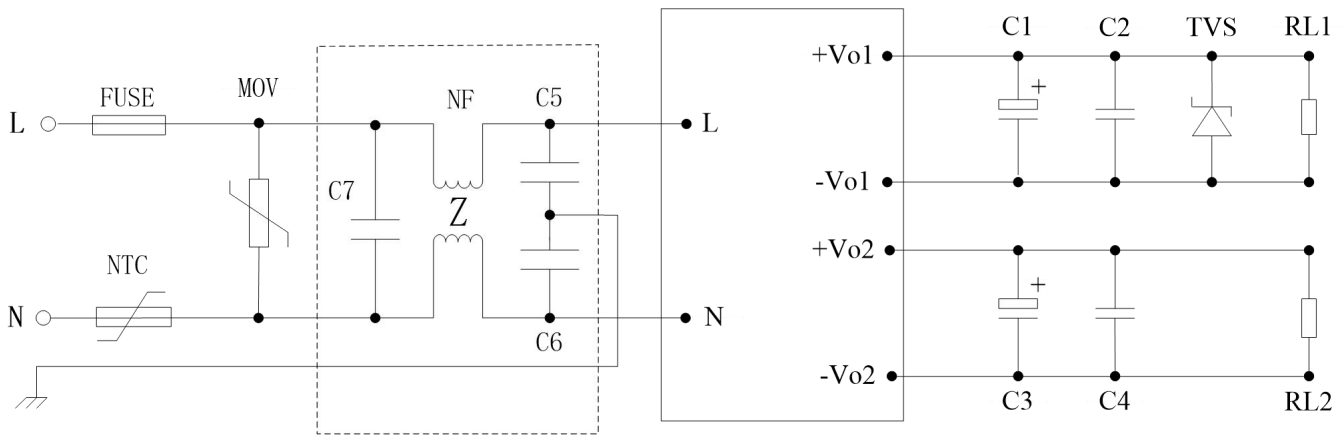 C1
C2
TVS
RL1
+Vo1
MOV
NF
C5
FUSE
L
L
C7
-Vo1
Z
+
+Vo2
NTC
+
N
N
C6
-Vo2
C3
C4
RL2